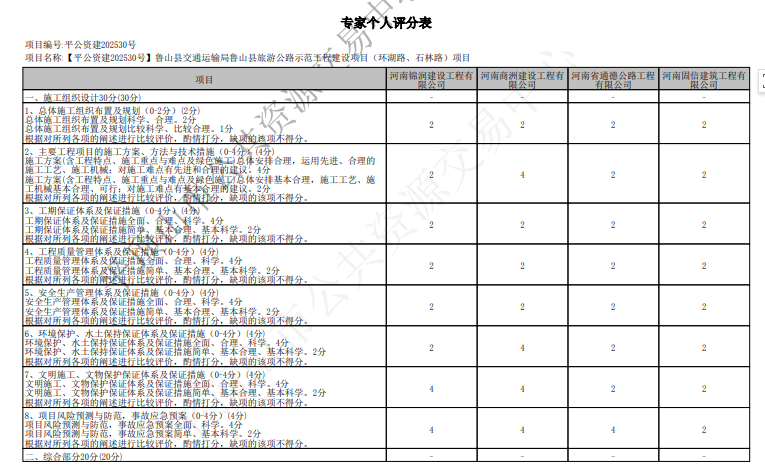 专家个人评分表
项目编号:平公资建202530号
项目名称:【平公资建202530号】鲁山县交通运输局鲁山县旅游公路示范工程建设项目（环湖路、石林路）项目
项目 河南锦润建设工程有限公司 河南商洲建设工程有限公司 河南省通德公路工程有限公司 河南固信建筑工程有限公司
一、施工组织设计30分(30分) - - - -
1、总体施工组织布置及规划（0-2分）(2分)
总体施工组织布置及规划科学、合理。2分
总体施工组织布置及规划比较科学、比较合理。1分
根据对所列各项的阐述进行比较评价，酌情打分，缺项的该项不得分。
2 2 2 2
2、主要工程项目的施工方案、方法与技术措施（0-4分）(4分)
施工方案(含工程特点、施工重点与难点及绿色施工)总体安排合理，运用先进、合理的
施工工艺、施工机械；对施工难点有先进和合理的建议。4分
施工方案(含工程特点、施工重点与难点及绿色施工)总体安排基本合理，施工工艺、施
工机械基本合理、可行；对施工难点有基本合理的建议。2分
根据对所列各项的阐述进行比较评价，酌情打分，缺项的该项不得分。
2 4 2 2
3、工期保证体系及保证措施（0-4分）(4分)
工期保证体系及保证措施全面、合理、科学。4分
工期保证体系及保证措施简单、基本合理、基本科学。2分
根据对所列各项的阐述进行比较评价，酌情打分，缺项的该项不得分。
2 2 2 2
4、工程质量管理体系及保证措施（0-4分）(4分)
工程质量管理体系及保证措施全面、合理、科学。4分
工程质量管理体系及保证措施简单、基本合理、基本科学。2分
根据对所列各项的阐述进行比较评价，酌情打分，缺项的该项不得分。
2 2 2 2
5、安全生产管理体系及保证措施（0-4分）(4分)
安全生产管理体系及保证措施全面、合理、科学。4分
安全生产管理体系及保证措施简单、基本合理、基本科学。2分
根据对所列各项的阐述进行比较评价，酌情打分，缺项的该项不得分。
2 2 2 2
6、环境保护、水土保持保证体系及保证措施（0-4分）(4分)
环境保护、水土保持保证体系及保证措施全面、合理、科学。4分
环境保护、水土保持保证体系及保证措施简单、基本合理、基本科学。2分
根据对所列各项的阐述进行比较评价，酌情打分，缺项的该项不得分。
2 4 2 2
7、文明施工、文物保护保证体系及保证措施（0-4分）(4分)
文明施工、文物保护保证体系及保证措施全面、合理、科学。4分
文明施工、文物保护保证体系及保证措施简单、基本合理、基本科学。2分
根据对所列各项的阐述进行比较评价，酌情打分，缺项的该项不得分。
4 4 2 2
8、项目风险预测与防范，事故应急预案（0-4分）(4分)
项目风险预测与防范，事故应急预案全面、科学。4分
项目风险预测与防范，事故应急预案简单、基本科学。2分
根据对所列各项的阐述进行比较评价，酌情打分，缺项的该项不得分。
4 4 4 2
二、综合部分20分(20分) - - - -